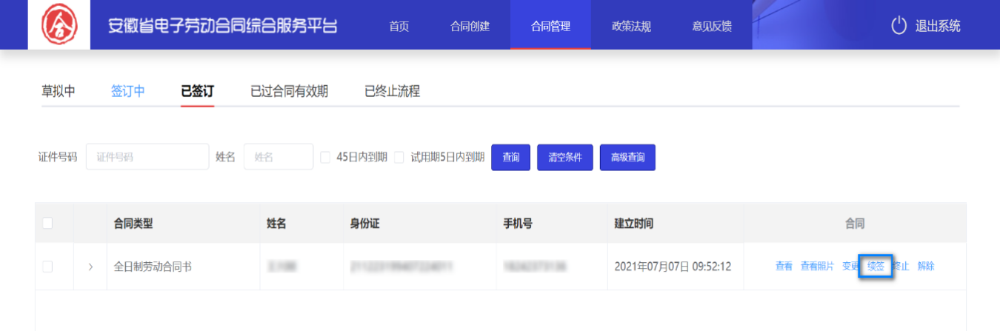 合 安徽省电子劳动合同综合服务平台 首页 合同创建 合同管理 政策法规 意见反馈 退出系统
草拟中 签订中 已签订 已过合同有效期 已终止流程
证件号码 证件号码 姓名 姓名 45日内到期 试用期5日内到期 查询 清空条件 高级查询
合同类型 姓名 身份证 手机号 建立时间 合同
全日制劳动合同书 2021年07月07日 09:52:12 查看 查看照片 变更 续签 终止 解除